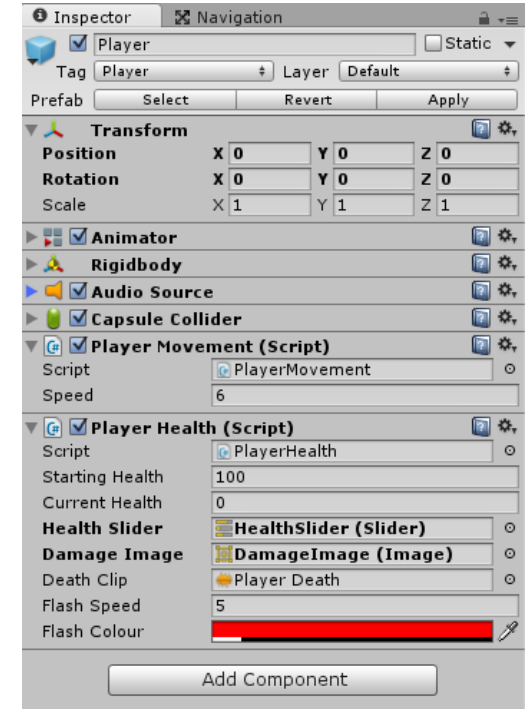 Inspector Navigation
Player Static
Tag Player Layer Default
Prefab Select Revert Apply
Transform
Position X 0 Y 0 Z 0
Rotation X 0 Y 0 Z 0
Scale X 1 Y 1 Z 1
Animator
Rigidbody
Audio Source
Capsule Collider
Player Movement (Script)
Script PlayerMovement
Speed 6
Player Health (Script)
Script PlayerHealth
Starting Health 100
Current Health 0
Health Slider HealthSlider (Slider)
Damage Image DamageImage (Image)
Death Clip Player Death
Flash Speed 5
Flash Colour
Add Component